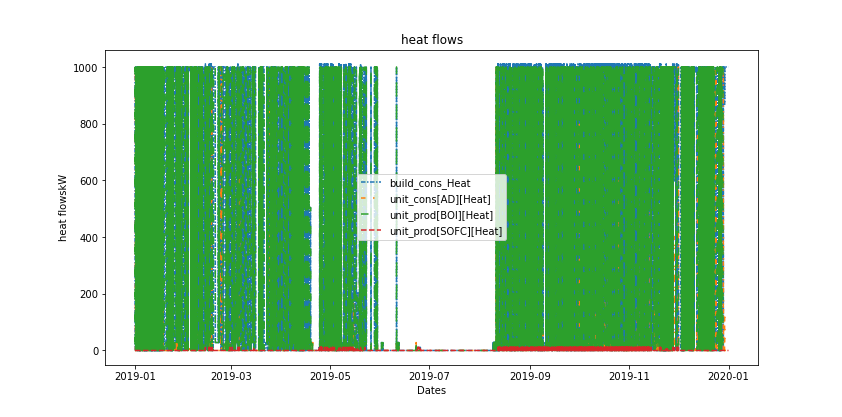 heat flows
heat flowskW
1000
800
600
400
200
0
build_cons_Heat
unit_cons[AD][Heat]
unit_prod[BOI][Heat]
unit_prod[SOFC][Heat]
2019-01 2019-03 2019-05 2019-07 2019-09 2019-11 2020-01
Dates